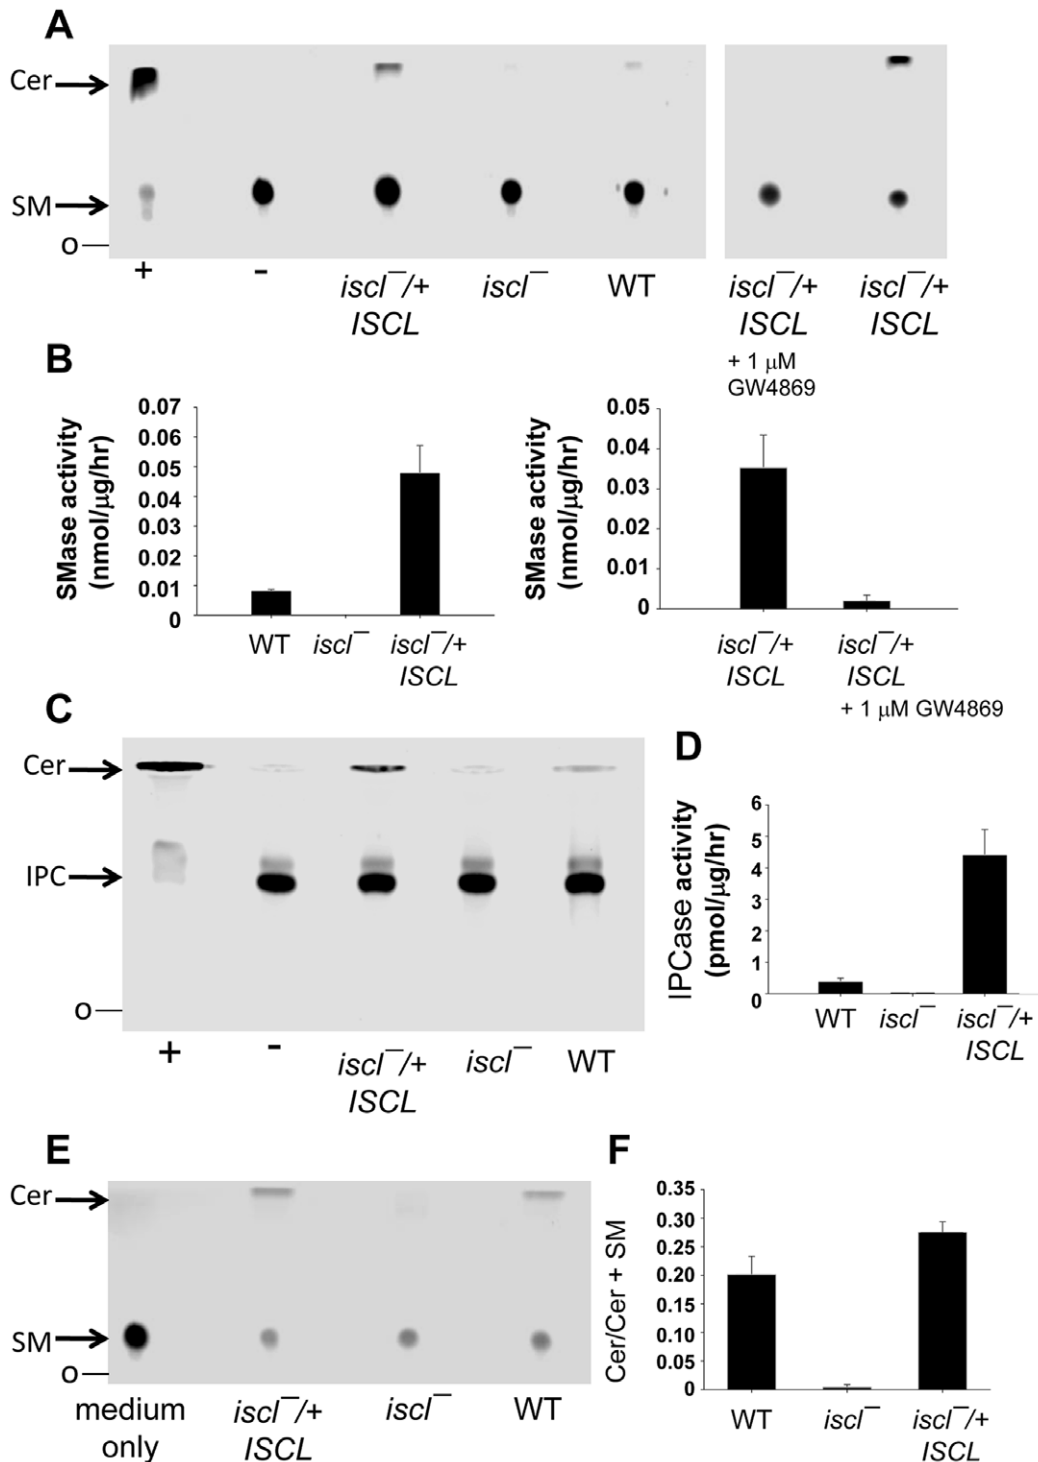 A
Cer
SM
O
+
-
iscl⁻/+
ISCL
iscl⁻
WT
iscl⁻/+
ISCL
+ 1 μM
GW4869
iscl⁻/+
ISCL
B
SMase activity
(nmol/μg/hr)
0.07
0.06
0.05
0.04
0.03
0.02
0.01
0
WT
iscl⁻
iscl⁻/+
ISCL
SMase activity
(nmol/μg/hr)
0.05
0.04
0.03
0.02
0.01
0
iscl⁻/+
ISCL
iscl⁻/+
ISCL
+ 1 μM GW4869
C
Cer
IPC
O
+
-
iscl⁻/+
ISCL
iscl⁻
WT
D
IPCase activity
(pmol/μg/hr)
6
5
4
3
2
1
0
WT
iscl⁻
iscl⁻/+
ISCL
E
Cer
SM
O
medium
only
iscl⁻/+
ISCL
iscl⁻
WT
F
Cer/Cer + SM
0.35
0.30
0.25
0.20
0.15
0.10
0.05
0
WT
iscl⁻
iscl⁻/+
ISCL